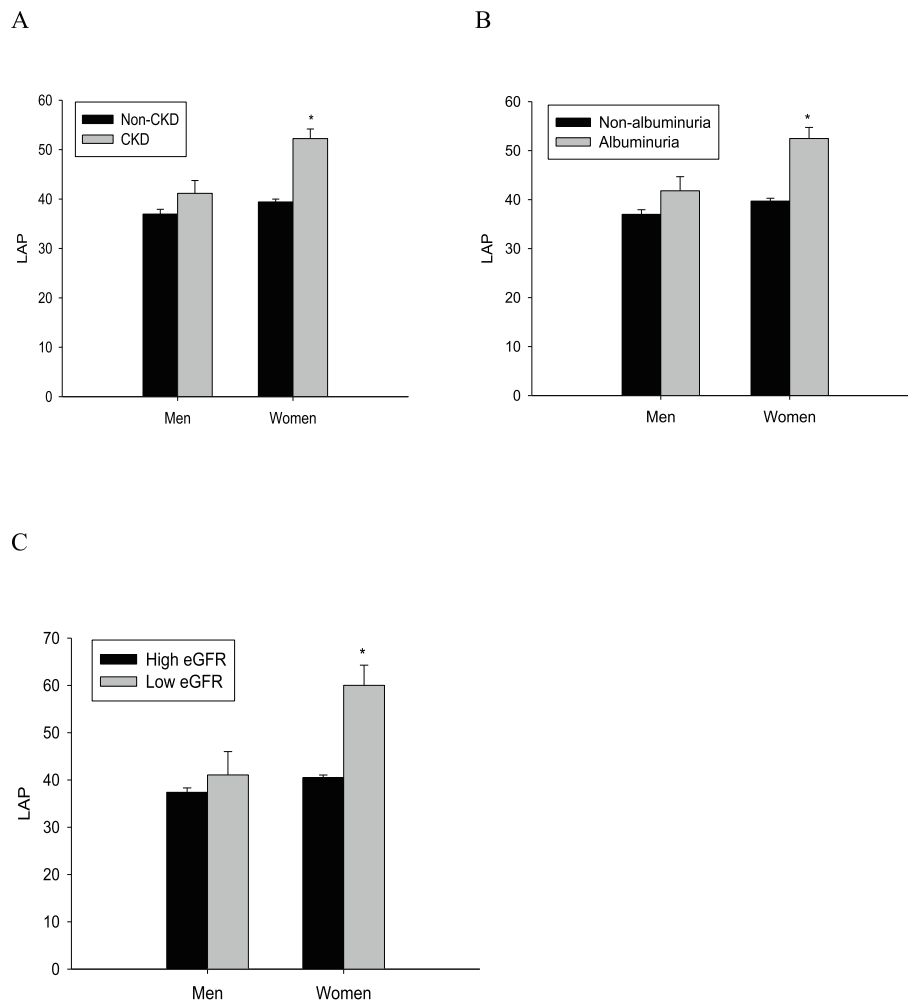 A
60
50
40
30
20
10
0
LAP
Non-CKD
CKD
*
Men
Women
B
60
50
40
30
20
10
0
LAP
Non-albuminuria
Albuminuria
*
Men
Women
C
70
60
50
40
30
20
10
0
LAP
High eGFR
Low eGFR
*
Men
Women